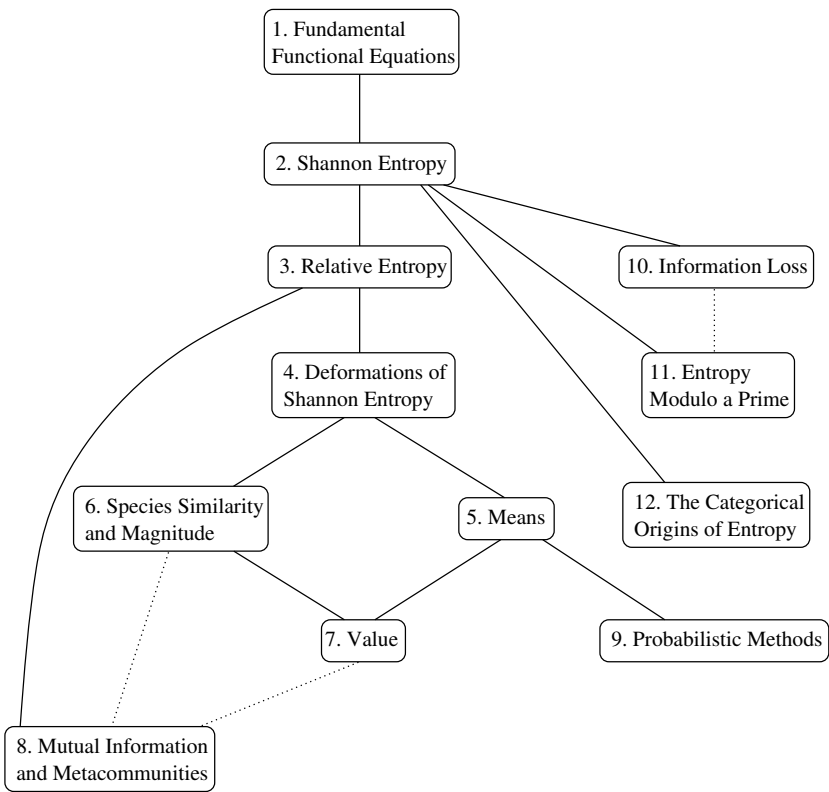 1. Fundamental
Functional Equations
2. Shannon Entropy
3. Relative Entropy
10. Information Loss
4. Deformations of
Shannon Entropy
11. Entropy
Modulo a Prime
6. Species Similarity
and Magnitude
5. Means
12. The Categorical
Origins of Entropy
7. Value
9. Probabilistic Methods
8. Mutual Information
and Metacommunities